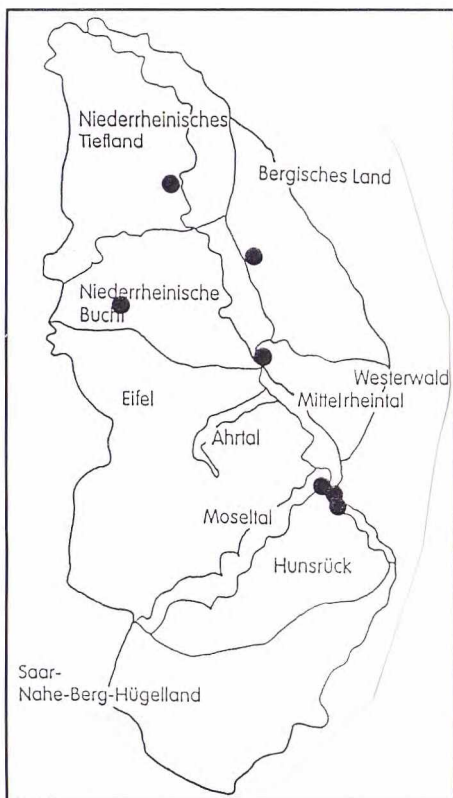 Niederrheinisches
Tiefland
Bergisches Land
Niederrheinische
Bucht
Westerwald
Mittelrheintal
Eifel
Ahrtal
Moseltal
Hunsrück
Saar-
Nahe-Berg-Hügelland